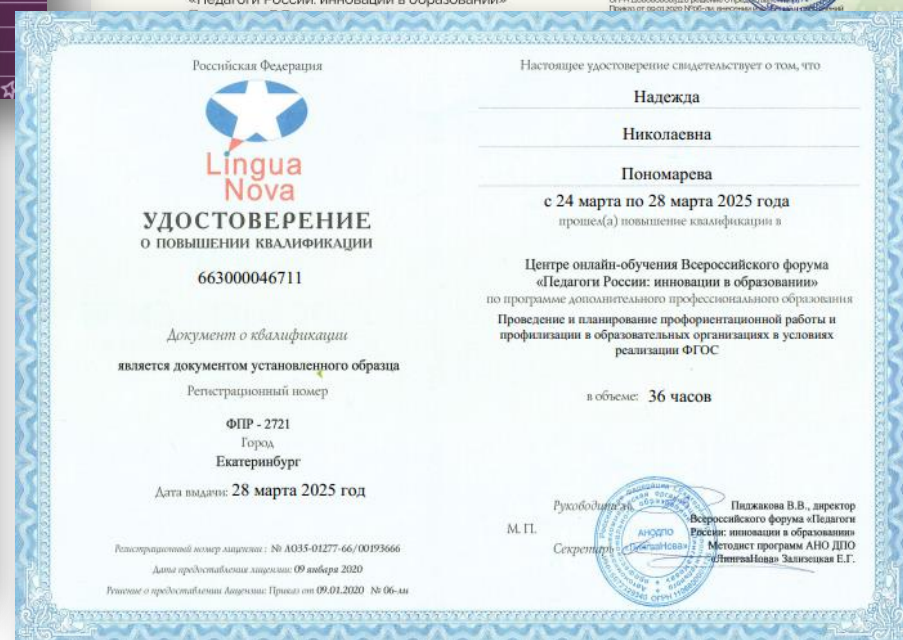 «Педагоги России: инновации в образовании»
Российская Федерация
Lingua
Nova
УДОСТОВЕРЕНИЕ
О ПОВЫШЕНИИ КВАЛИФИКАЦИИ
663000046711
Документ о квалификации
является документом установленного образца
Регистрационный номер
ФПР - 2721
Город
Екатеринбург
Дата выдачи: 28 марта 2025 год
Регистрационный номер лицензии : № ЛО35-01277-66/00193666
Дата предоставления лицензии: 09 января 2020
Решение о предоставлении Лицензии: Приказ от 09.01.2020 № 06-ли
Настоящее удостоверение свидетельствует о том, что
Надежда
Николаевна
Пономарева
с 24 марта по 28 марта 2025 года
прошел(а) повышение квалификации в
Центре онлайн-обучения Всероссийского форума
«Педагоги России: инновации в образовании»
по программе дополнительного профессионального образования
Проведение и планирование профориентационной работы и
профилизации в образовательных организациях в условиях
реализации ФГОС
в объеме: 36 часов
М. П.
Руководитель
Секретарь
Пиджакова В.В., директор
Всероссийского форума «Педагоги
России: инновации в образовании»
Методист программ АНО ДПО
«ЛингваНова» Зализецкая Е.Г.
АНОДПО
«ЛингваНова»